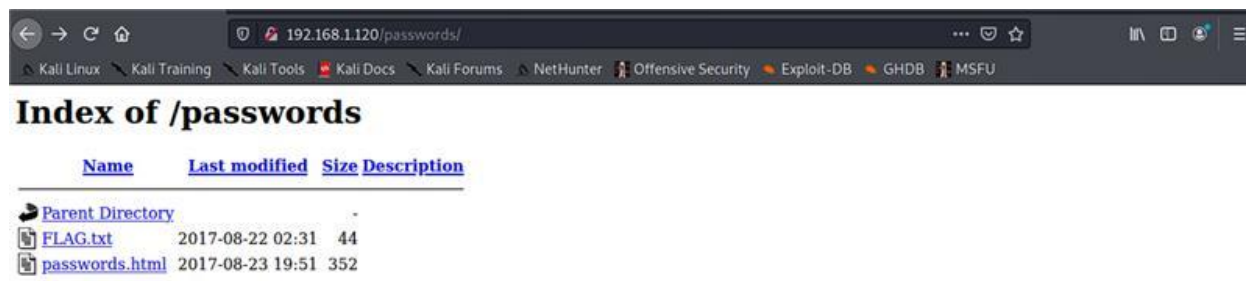 192.168.1.120/passwords/
Kali Linux Kali Training Kali Tools Kali Docs Kali Forums NetHunter Offensive Security Exploit-DB GHDB MSFU
Index of /passwords
Name Last modified Size Description
Parent Directory -
FLAG.txt 2017-08-22 02:31 44
passwords.html 2017-08-23 19:51 352